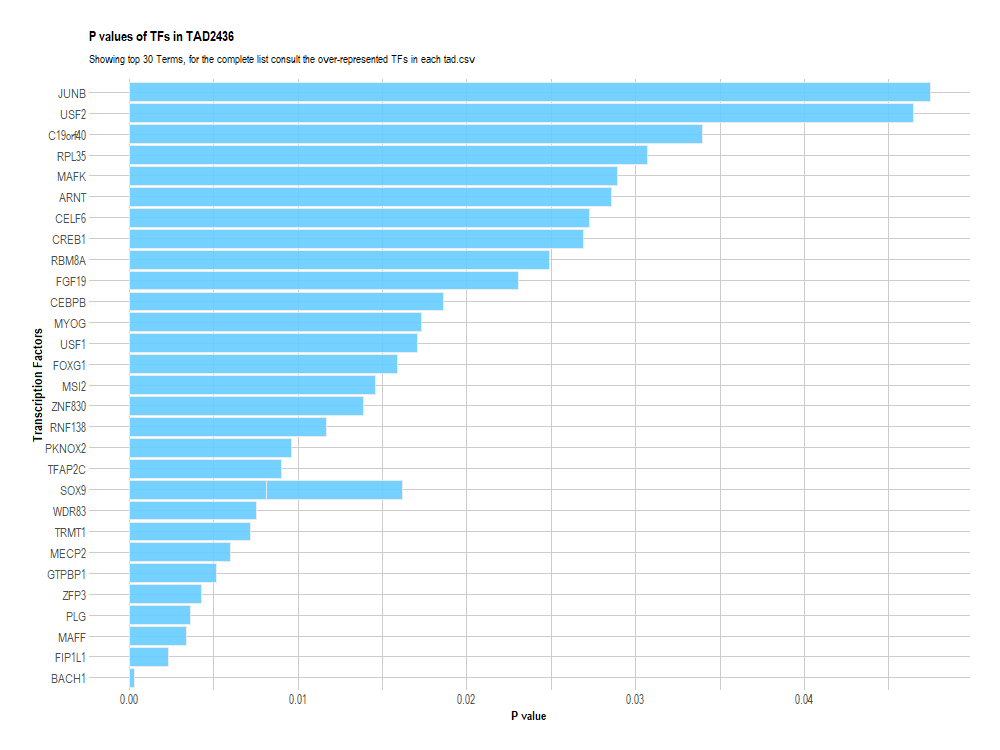 P values of TFs in TAD2436
Showing top 30 Terms, for the complete list consult the over-represented TFs in each tad.csv
Transcription Factors
JUNB
USF2
C19orf40
RPL35
MAFK
ARNT
CELF6
CREB1
RBM8A
FGF19
CEBPB
MYOG
USF1
FOXG1
MSI2
ZNF830
RNF138
PKNOX2
TFAP2C
SOX9
WDR83
TRMT1
MECP2
GTPBP1
ZFP3
PLG
MAFF
FIP1L1
BACH1
0.00 0.01 0.02 0.03 0.04
P value